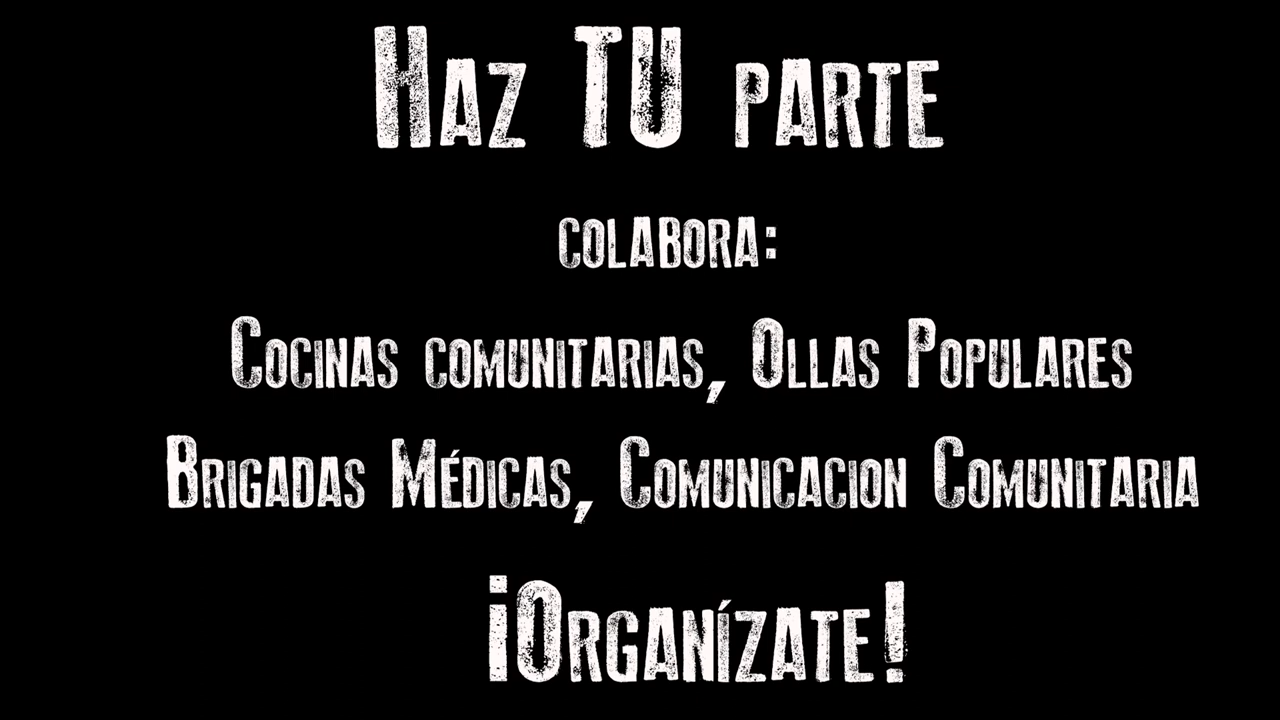 Haz TU parte
colabora:
Cocinas comunitarias, Ollas Populares
Brigadas Médicas, Comunicacion Comunitaria
¡Organízate!